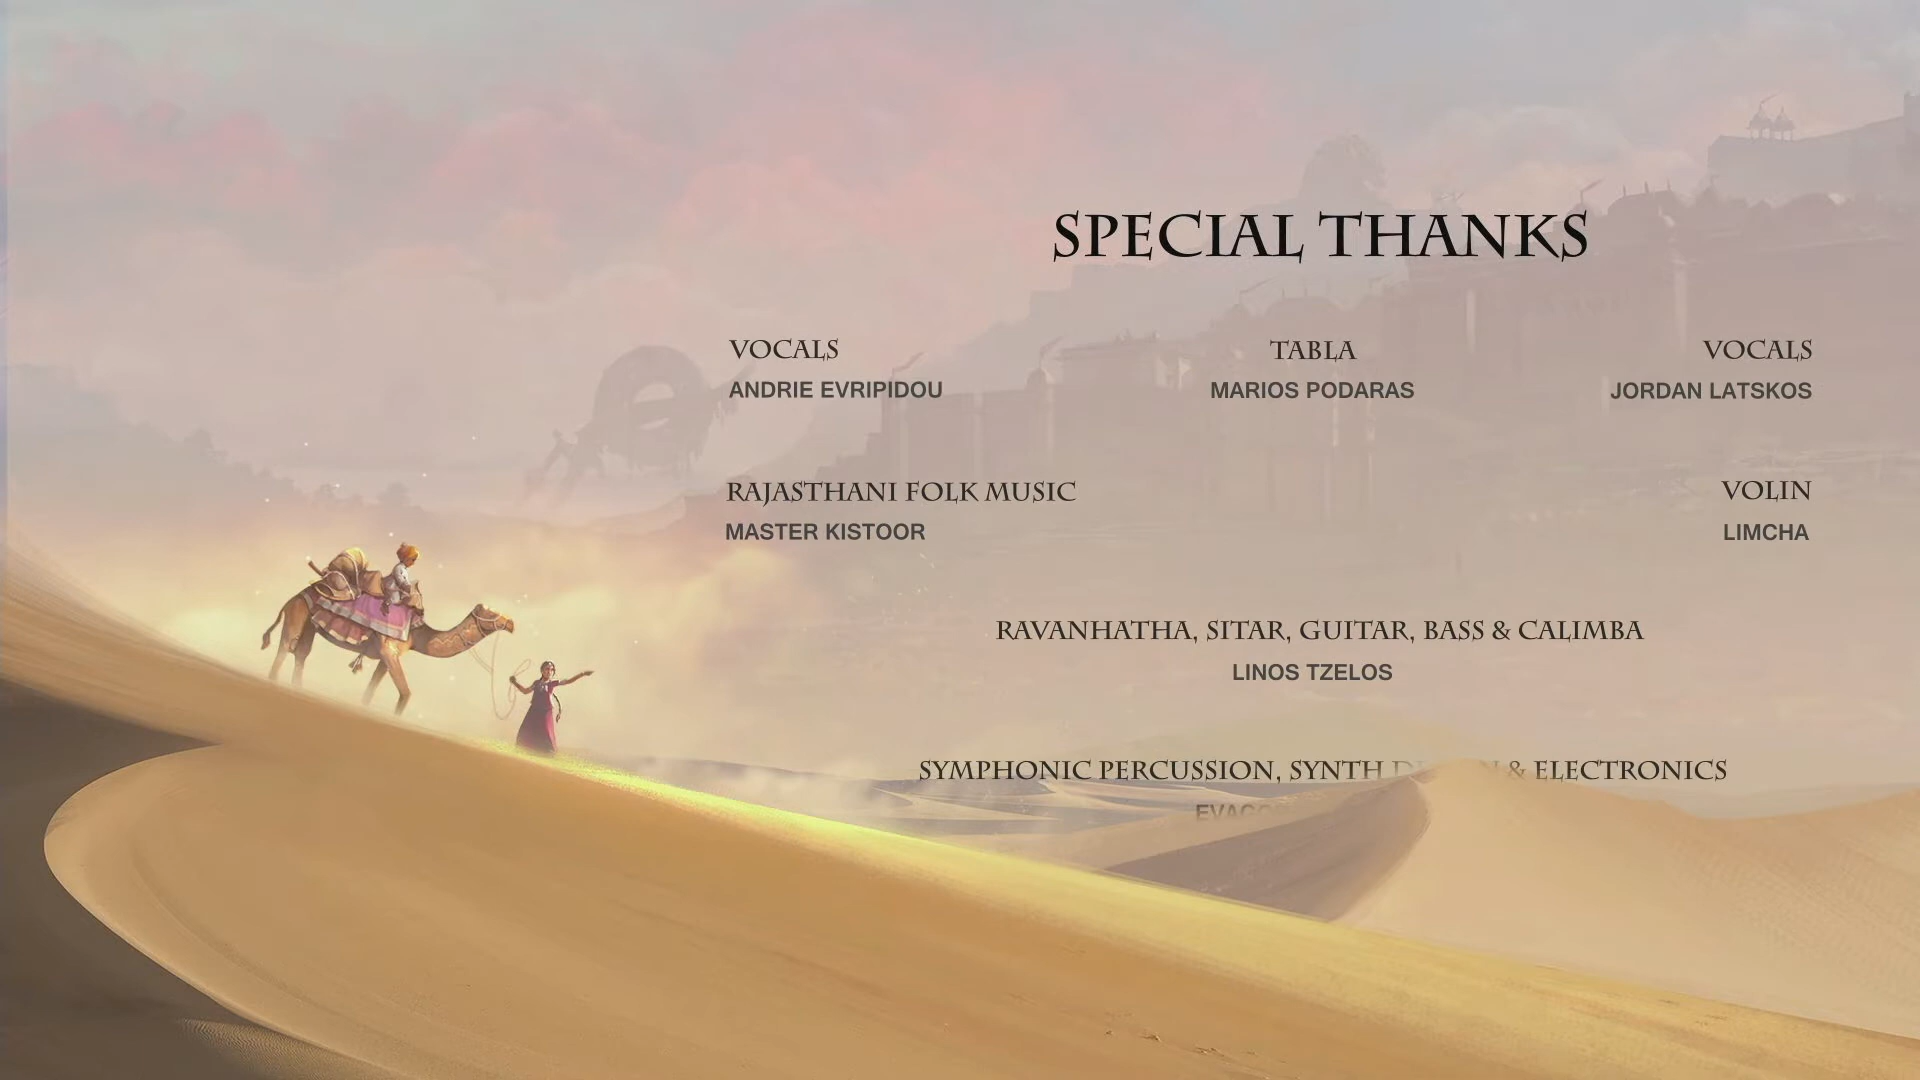 SPECIAL THANKS
VOCALS
ANDRIE EVRIPIDOU
TABLA
MARIOS PODARAS
VOCALS
JORDAN LATSKOS
RAJASTHANI FOLK MUSIC
MASTER KISTOOR
VOLIN
LIMCHA
RAVANHATHA, SITAR, GUITAR, BASS & CALIMBA
LINOS TZELOS
SYMPHONIC PERCUSSION, SYNTH & ELECTRONICS